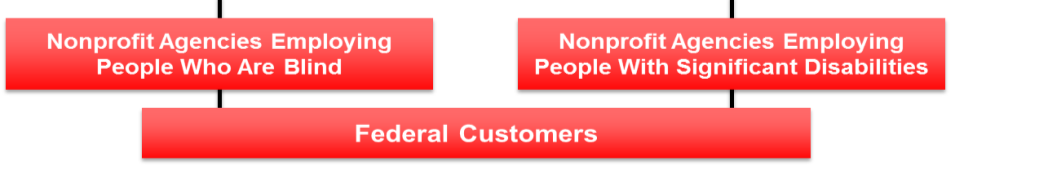 Nonprofit Agencies Employing
People Who Are Blind
Nonprofit Agencies Employing
People With Significant Disabilities
Federal Customers